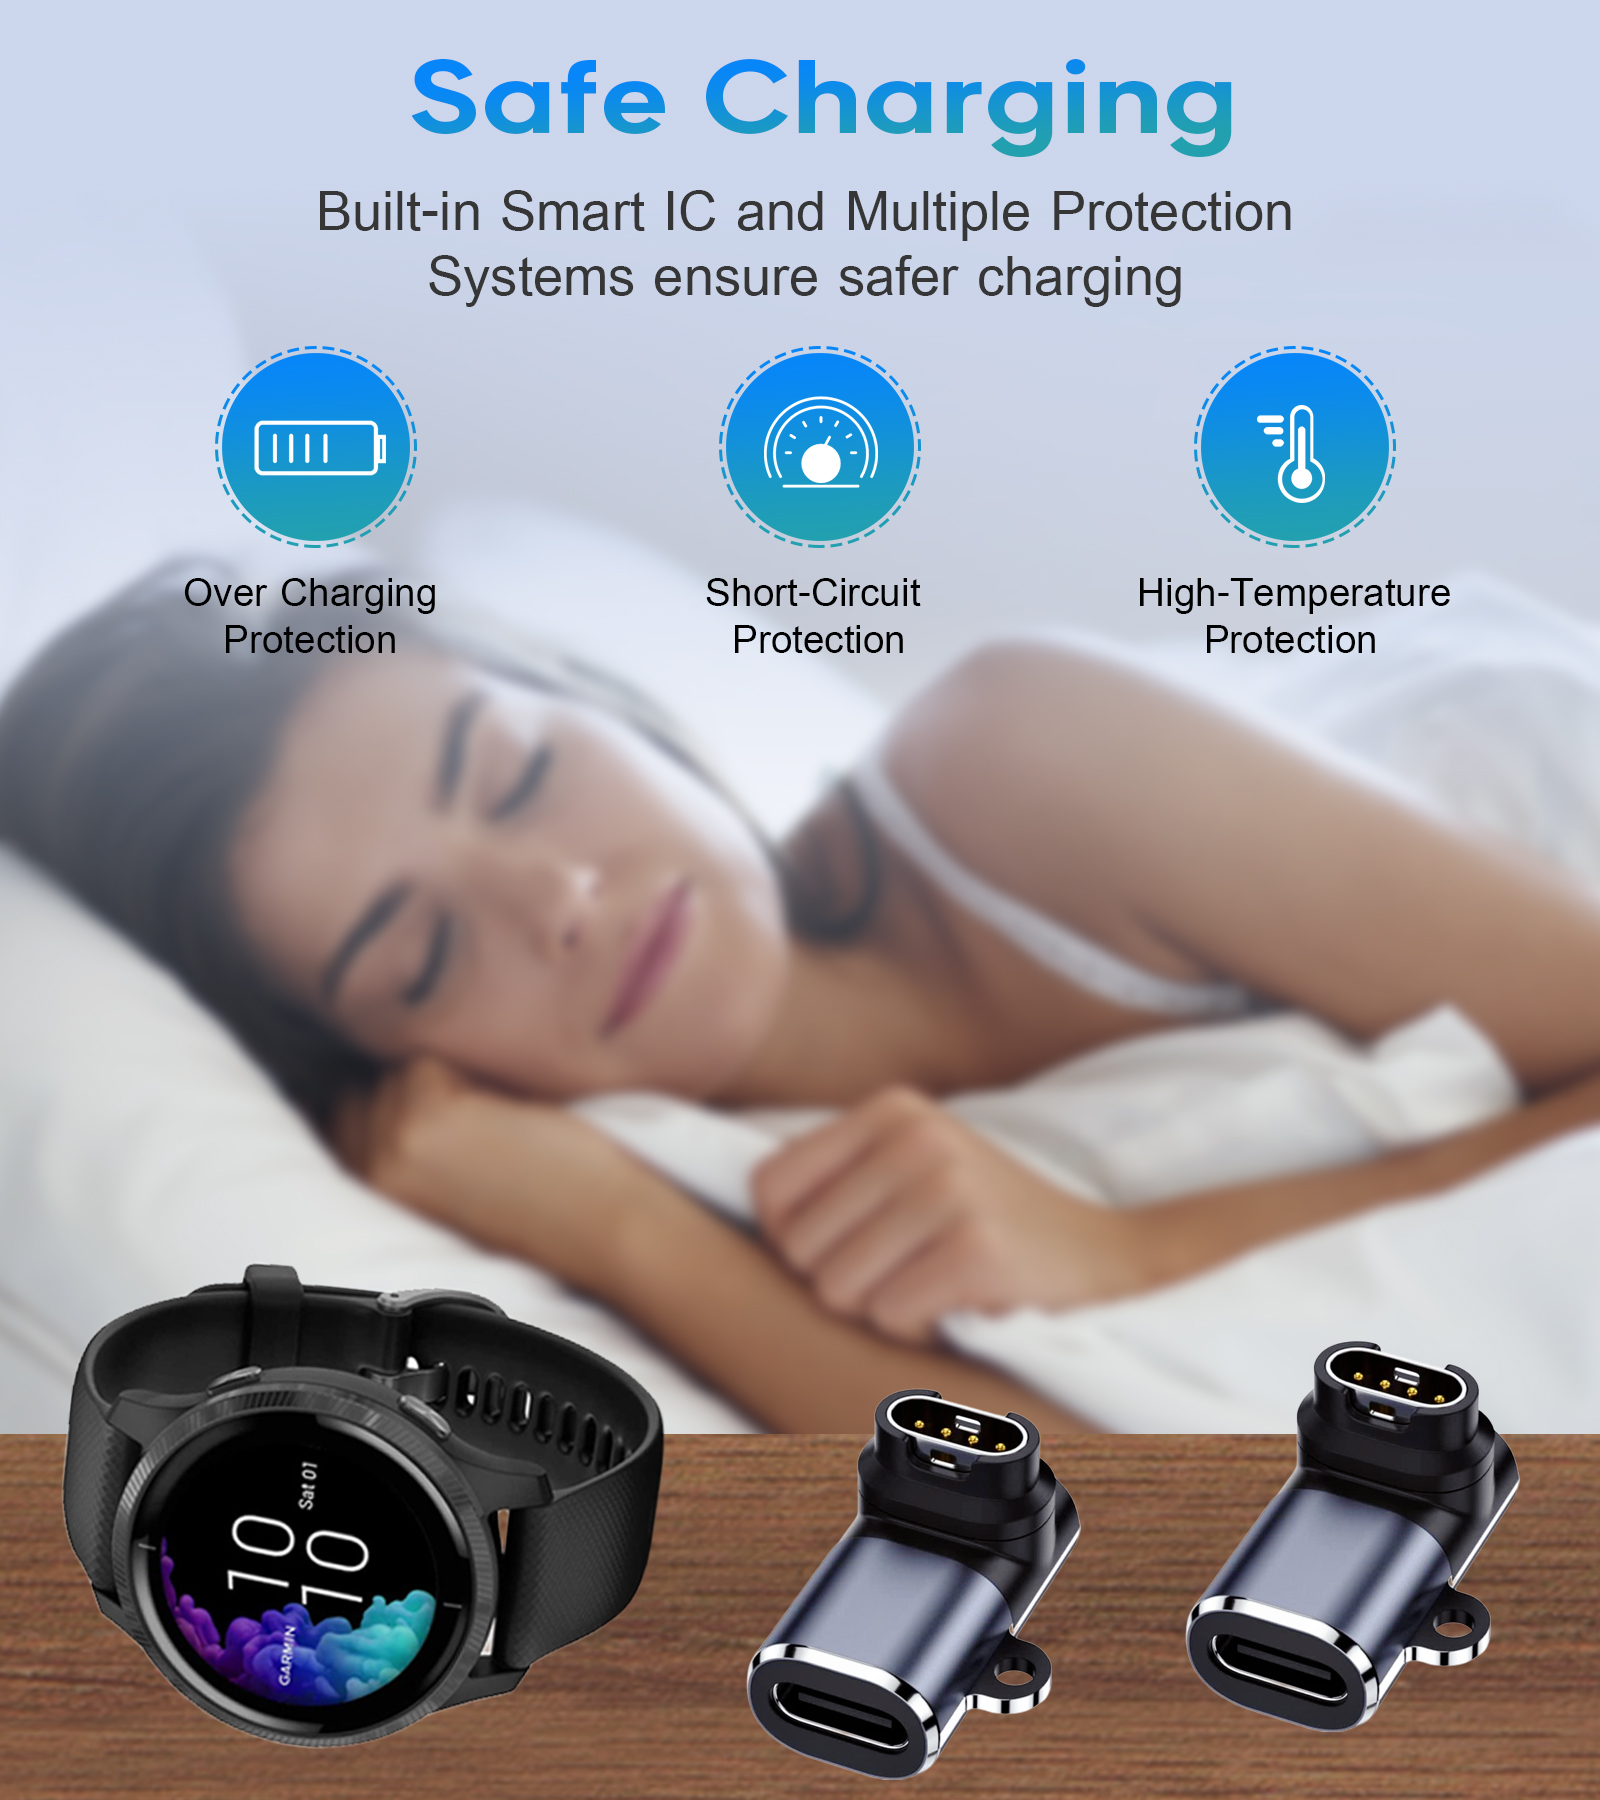 Safe Charging
Built-in Smart IC and Multiple Protection
Systems ensure safer charging
Over Charging
Protection
Short-Circuit
Protection
High-Temperature
Protection
Sat 01
10
10
GARMIN